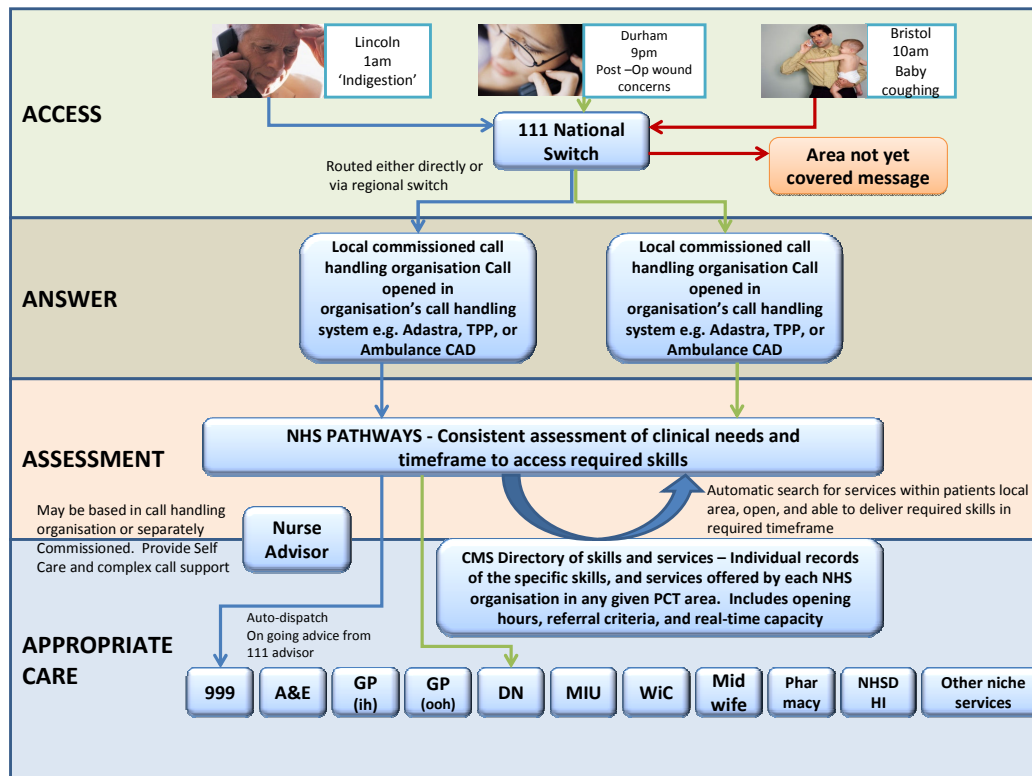 Lincoln
1am
‘Indigestion’
Durham
9pm
Post –Op wound
concerns
Bristol
10am
Baby
coughing
ACCESS
111 National
Switch
Area not yet
covered message
Routed either directly or
via regional switch
ANSWER
Local commissioned call
handling organisation Call
opened in
organisation’s call handling
system e.g. Adastra, TPP, or
Ambulance CAD
Local commissioned call
handling organisation Call
opened in
organisation’s call handling
system e.g. Adastra, TPP, or
Ambulance CAD
ASSESSMENT
NHS PATHWAYS - Consistent assessment of clinical needs and
timeframe to access required skills
Automatic search for services within patients local
area, open, and able to deliver required skills in
required timeframe
May be based in call handling
organisation or separately
Commissioned. Provide Self
Care and complex call support
Nurse
Advisor
CMS Directory of skills and services – Individual records
of the specific skills, and services offered by each NHS
organisation in any given PCT area. Includes opening
hours, referral criteria, and real-time capacity
APPROPRIATE
CARE
Auto-dispatch
On going advice from
111 advisor
999
A&E
GP
(ih)
GP
(ooh)
DN
MIU
WiC
Mid
wife
Phar
macy
NHSD
HI
Other niche
services